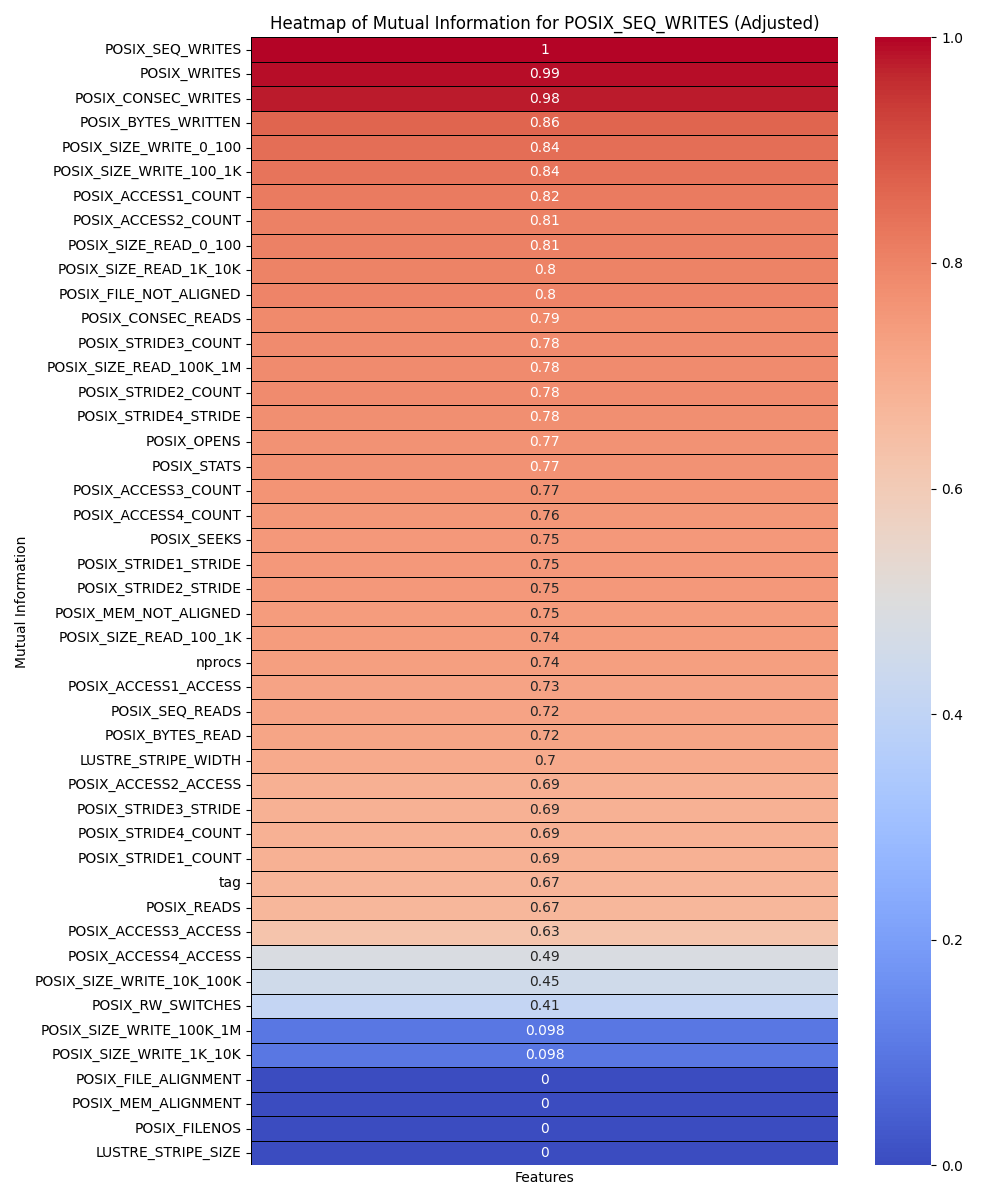 Heatmap of Mutual Information for POSIX_SEQ_WRITES (Adjusted)
POSIX_SEQ_WRITES 1
POSIX_WRITES 0.99
POSIX_CONSEC_WRITES 0.98
POSIX_BYTES_WRITTEN 0.86
POSIX_SIZE_WRITE_0_100 0.84
POSIX_SIZE_WRITE_100_1K 0.84
POSIX_ACCESS1_COUNT 0.82
POSIX_ACCESS2_COUNT 0.81
POSIX_SIZE_READ_0_100 0.81
POSIX_SIZE_READ_1K_10K 0.8
POSIX_FILE_NOT_ALIGNED 0.8
POSIX_CONSEC_READS 0.79
POSIX_STRIDE3_COUNT 0.78
POSIX_SIZE_READ_100K_1M 0.78
POSIX_STRIDE2_COUNT 0.78
POSIX_STRIDE4_STRIDE 0.78
POSIX_OPENS 0.77
POSIX_STATS 0.77
POSIX_ACCESS3_COUNT 0.77
POSIX_ACCESS4_COUNT 0.76
POSIX_SEEKS 0.75
POSIX_STRIDE1_STRIDE 0.75
POSIX_STRIDE2_STRIDE 0.75
POSIX_MEM_NOT_ALIGNED 0.75
POSIX_SIZE_READ_100_1K 0.74
nprocs 0.74
POSIX_ACCESS1_ACCESS 0.73
POSIX_SEQ_READS 0.72
POSIX_BYTES_READ 0.72
LUSTRE_STRIPE_WIDTH 0.7
POSIX_ACCESS2_ACCESS 0.69
POSIX_STRIDE3_STRIDE 0.69
POSIX_STRIDE4_COUNT 0.69
POSIX_STRIDE1_COUNT 0.69
tag 0.67
POSIX_READS 0.67
POSIX_ACCESS3_ACCESS 0.63
POSIX_ACCESS4_ACCESS 0.49
POSIX_SIZE_WRITE_10K_100K 0.45
POSIX_RW_SWITCHES 0.41
POSIX_SIZE_WRITE_100K_1M 0.098
POSIX_SIZE_WRITE_1K_10K 0.098
POSIX_FILE_ALIGNMENT 0
POSIX_MEM_ALIGNMENT 0
POSIX_FILENOS 0
LUSTRE_STRIPE_SIZE 0
Mutual Information
Features
1.0
0.8
0.6
0.4
0.2
0.0